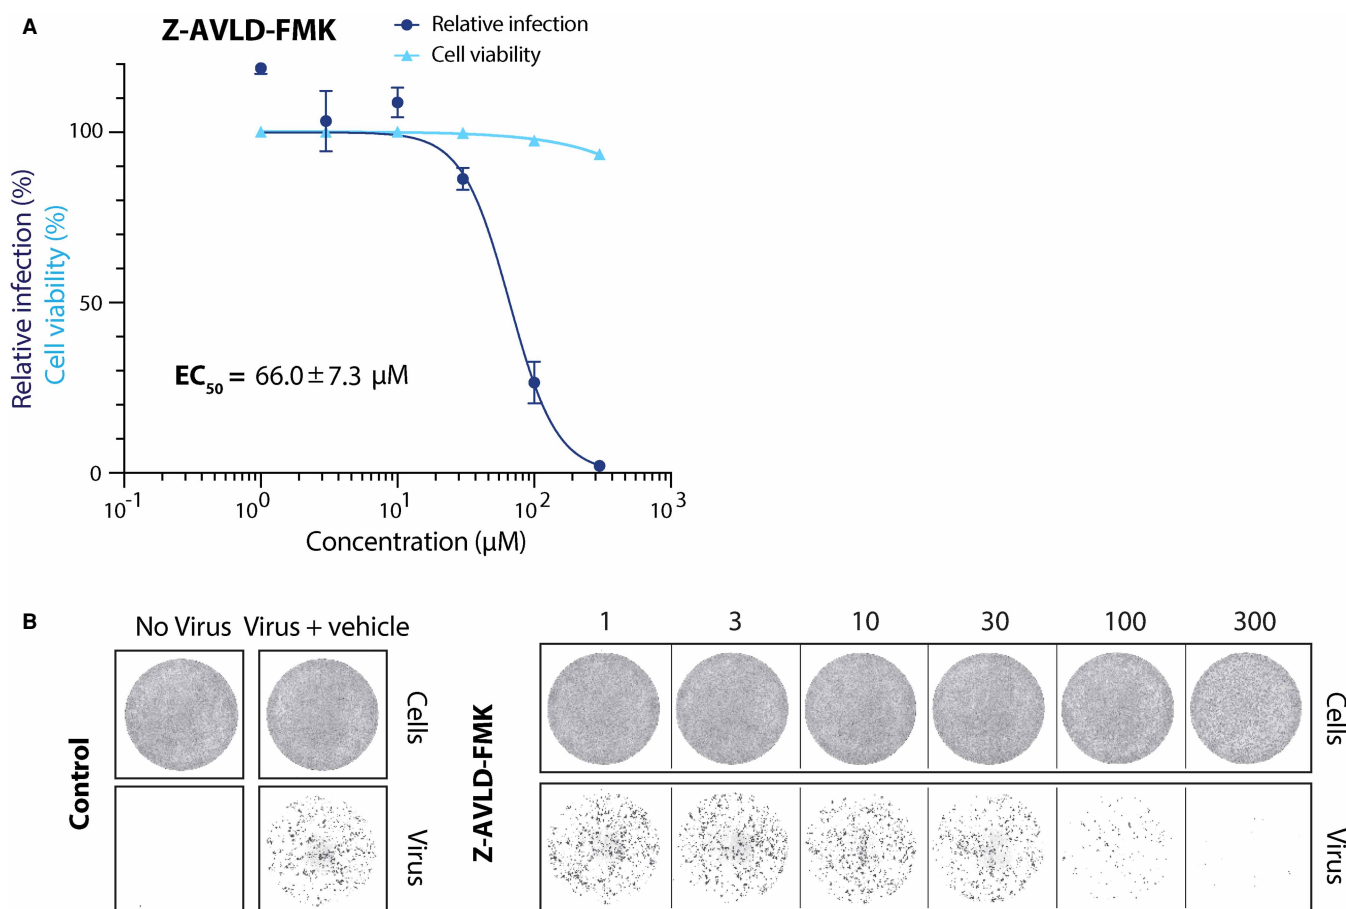 A
Z-AVLD-FMK
Relative infection
Cell viability
Relative infection (%)
Cell viability (%)
100
50
0
EC50 = 66.0 ± 7.3 µM
10-1 100 101 102 103
Concentration (µM)
B
No Virus Virus + vehicle
1 3 10 30 100 300
Control
Cells
Virus
Z-AVLD-FMK
Cells
Virus